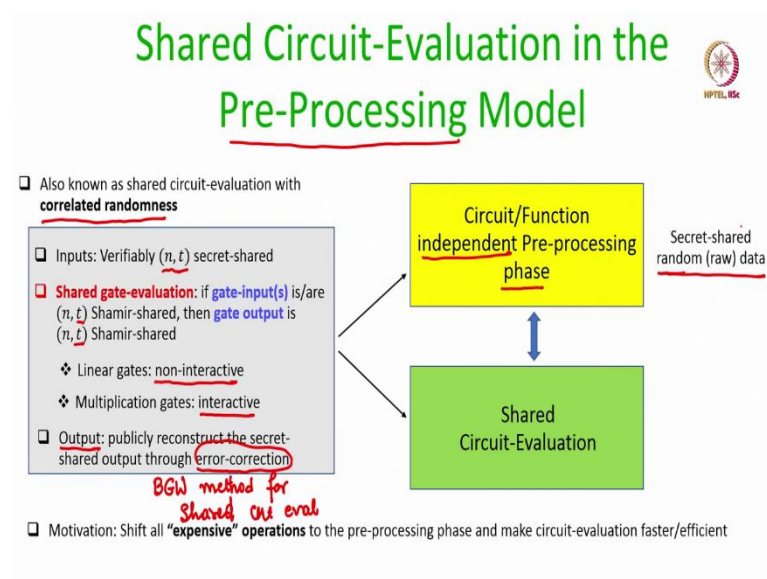 Shared Circuit-Evaluation in the
Pre-Processing Model
NPTEL, IISc
❑ Also known as shared circuit-evaluation with
correlated randomness
❑ Inputs: Verifiably (n, t) secret-shared
❑ Shared gate-evaluation: if gate-input(s) is/are
(n, t) Shamir-shared, then gate output is
(n, t) Shamir-shared
❖ Linear gates: non-interactive
❖ Multiplication gates: interactive
❑ Output: publicly reconstruct the secret-
shared output through error-correction
BGW method for
Shared eval
Circuit/Function
independent Pre-processing
phase
Secret-shared
random (raw) data
Shared
Circuit-Evaluation
❑ Motivation: Shift all “expensive” operations to the pre-processing phase and make circuit-evaluation faster/efficient